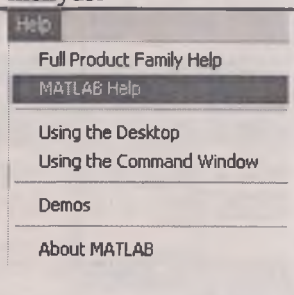 Help
Full Product Family Help
MATLAB Help
Using the Desktop
Using the Command Window
Demos
About MATLAB